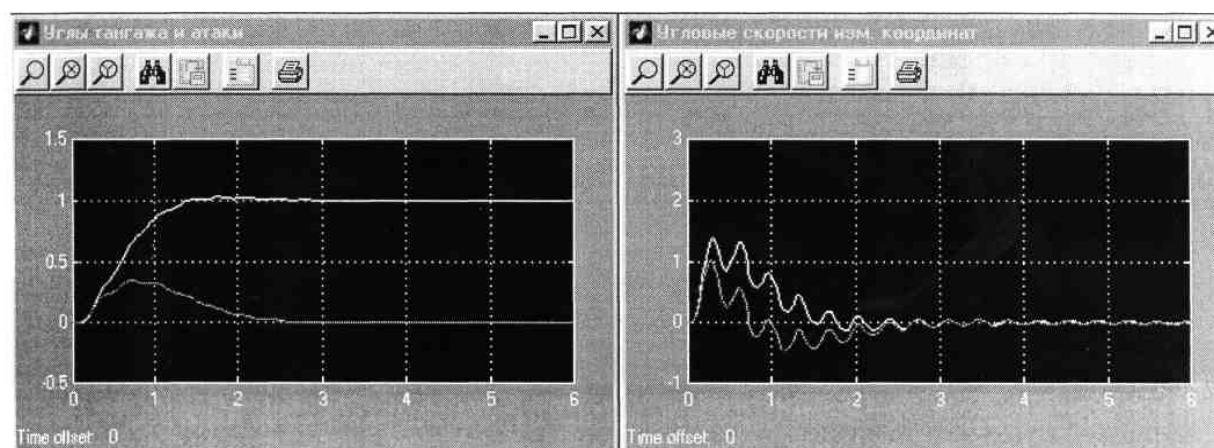 Углы тангажа и атаки
1.5
1
0.5
0
-0.5
0 1 2 3 4 5 6
Time offset: 0
Угловые скорости изм. координат
3
2
1
0
-1
0 1 2 3 4 5 6
Time offset: 0